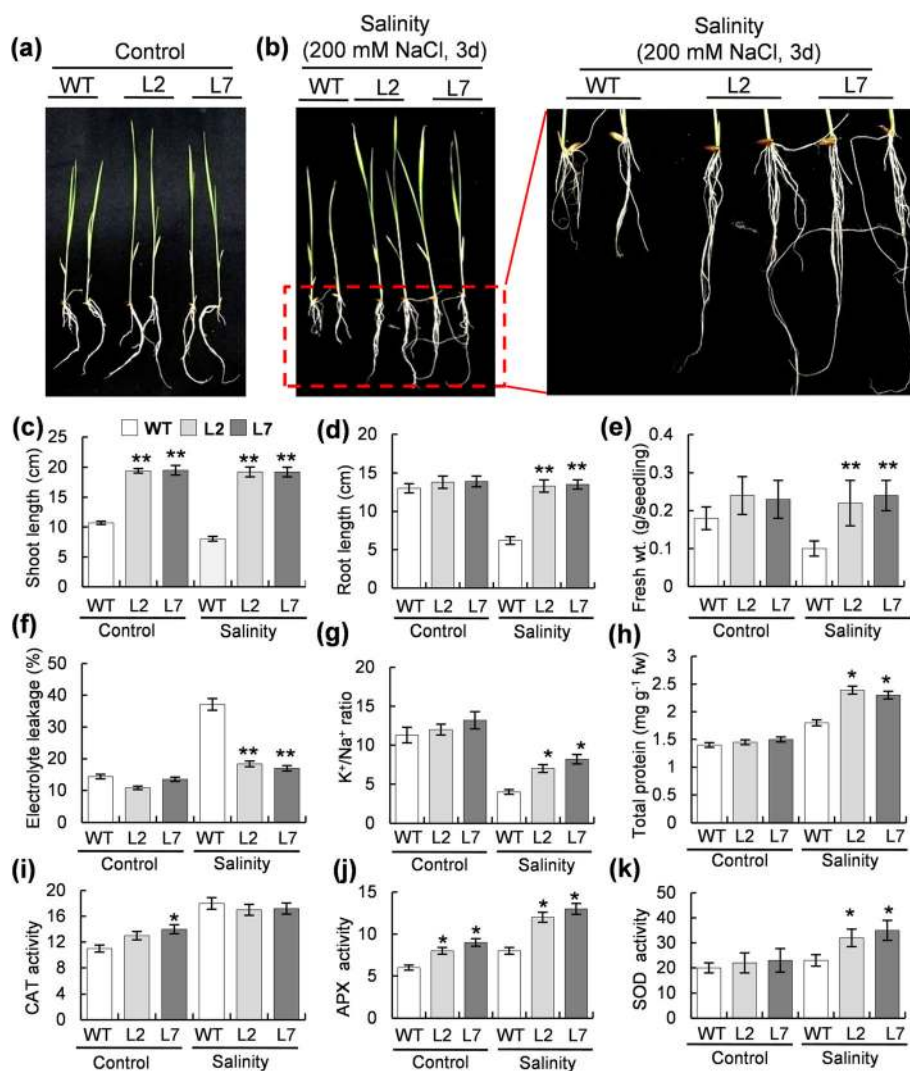 (a)
Control
WT L2 L7
(b)
Salinity
(200 mM NaCl, 3d)
WT L2 L7
Salinity
(200 mM NaCl, 3d)
WT L2 L7
(c)
WT L2 L7
Shoot length (cm)
25
20
15
10
5
0
** ** ** **
WT L2 L7 WT L2 L7
Control Salinity
(d)
Root length (cm)
15
10
5
0
** **
WT L2 L7 WT L2 L7
Control Salinity
(e)
Fresh wt. (g/seedling)
0.4
0.3
0.2
0.1
** **
WT L2 L7 WT L2 L7
Control Salinity
(f)
Electrolyte leakage (%)
50
40
30
20
10
0
** **
WT L2 L7 WT L2 L7
Control Salinity
(g)
K⁺/Na⁺ ratio
20
15
10
5
0
* *
WT L2 L7 WT L2 L7
Control Salinity
(h)
Total protein (mg g⁻¹ fw)
3
2.5
2
1.5
1
* *
WT L2 L7 WT L2 L7
Control Salinity
(i)
CAT activity
20
16
12
8
4
0
*
WT L2 L7 WT L2 L7
Control Salinity
(j)
APX activity
15
10
5
0
* * * *
WT L2 L7 WT L2 L7
Control Salinity
(k)
SOD activity
50
40
30
20
10
0
* *
WT L2 L7 WT L2 L7
Control Salinity